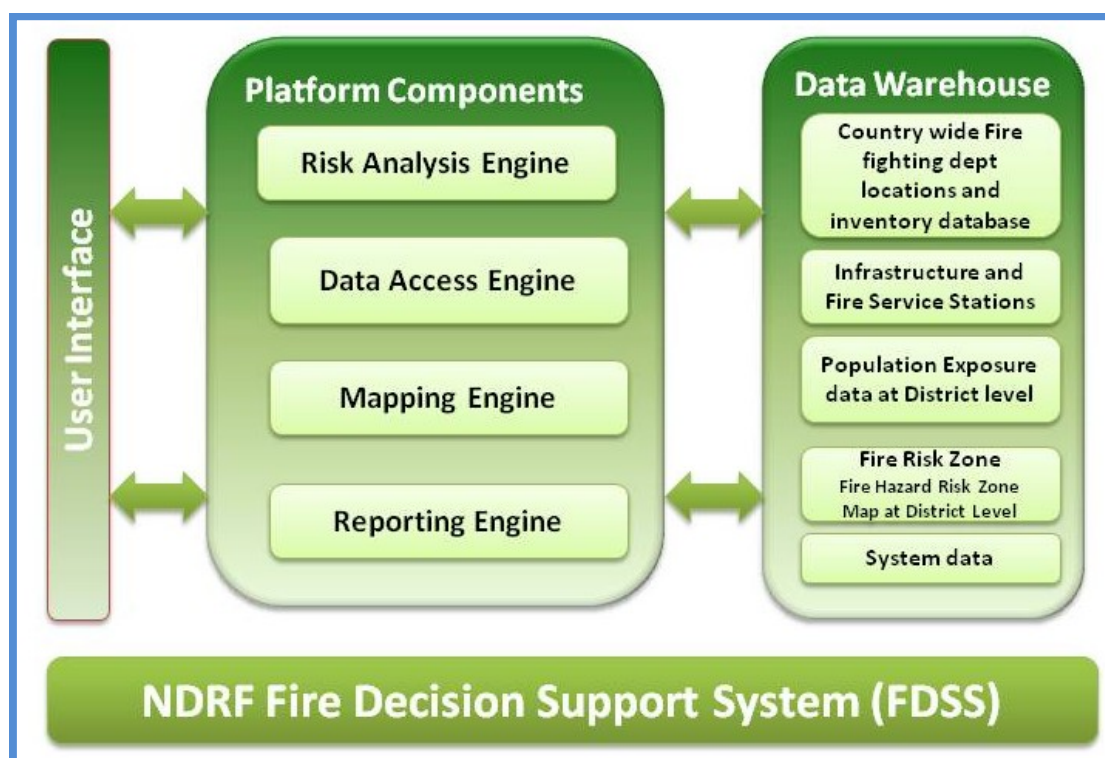 User Interface
Platform Components
Risk Analysis Engine
Data Access Engine
Mapping Engine
Reporting Engine
Data Warehouse
Country wide Fire
fighting dept
locations and
inventory database
Infrastructure and
Fire Service Stations
Population Exposure
data at District level
Fire Risk Zone
Fire Hazard Risk Zone
Map at District Level
System data
NDRF Fire Decision Support System (FDSS)